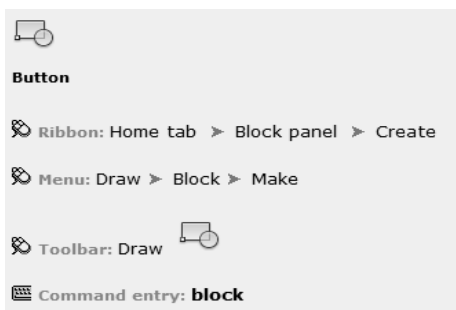 Button
Ribbon: Home tab ➤ Block panel ➤ Create
Menu: Draw ➤ Block ➤ Make
Toolbar: Draw
Command entry: block